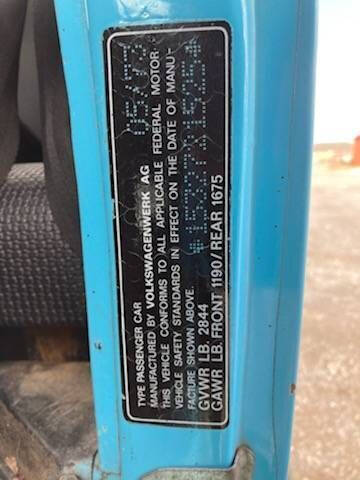 05/73
TYPE PASSENGER CAR
MANUFACTURED BY VOLKSWAGENWERK AG
THIS VEHICLE CONFORMS TO ALL APPLICABLE FEDERAL MOTOR
VEHICLE SAFETY STANDARDS IN EFFECT ON THE DATE OF MANU-
FACTURE SHOWN ABOVE.
GVWR LB. 2844
GAWR LB. FRONT 1190/REAR 1675